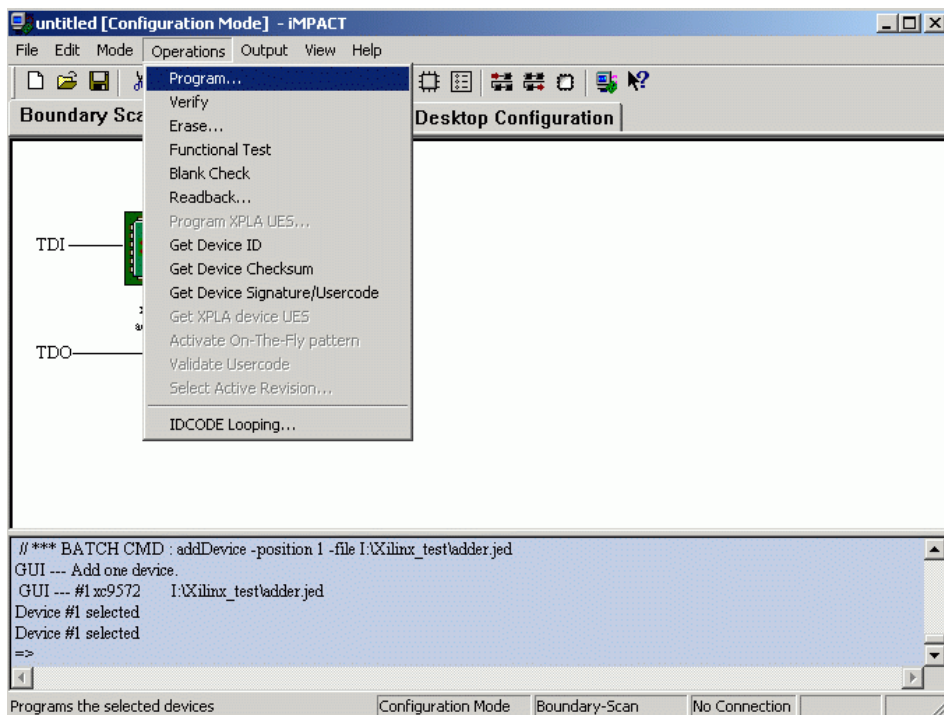 untitled [Configuration Mode] - iMPACT
File Edit Mode Operations Output View Help
Boundary Sca
Desktop Configuration
Program...
Verify
Erase...
Functional Test
Blank Check
Readback...
Program XPLA UES...
Get Device ID
Get Device Checksum
Get Device Signature/Usercode
Get XPLA device UES
Activate On-The-Fly pattern
Validate Usercode
Select Active Revision...
IDCODE Looping...
TDI
TDO
// *** BATCH CMD : addDevice -position 1 -file I:\Xilinx_test\adder.jed
GUI --- Add one device.
GUI --- #1 xc9572 I:\Xilinx_test\adder.jed
Device #1 selected
Device #1 selected
=>
Programs the selected devices Configuration Mode Boundary-Scan No Connection